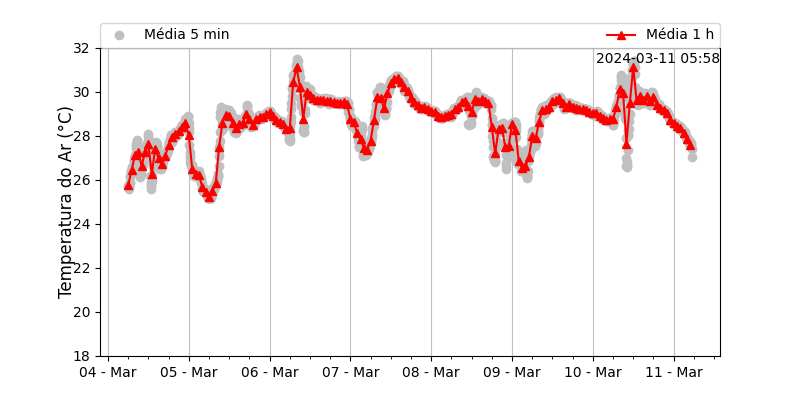 Média 5 min
Média 1 h
2024-03-11 05:58
Temperatura do Ar (°C)
32
30
28
26
24
22
20
18
04 - Mar
05 - Mar
06 - Mar
07 - Mar
08 - Mar
09 - Mar
10 - Mar
11 - Mar